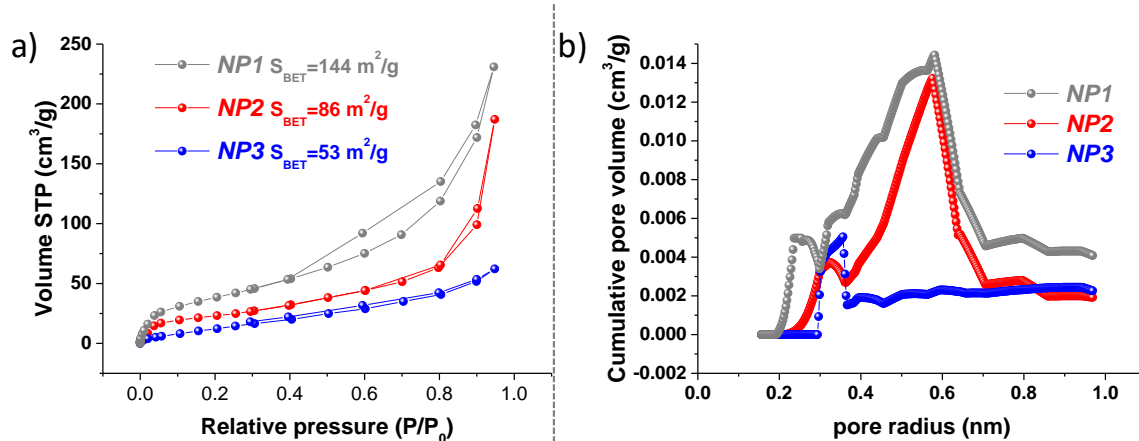 a)
250
200
150
100
50
0
0.0 0.2 0.4 0.6 0.8 1.0
Volume STP (cm³/g)
Relative pressure (P/P₀)
NP1 S_BET=144 m²/g
NP2 S_BET=86 m²/g
NP3 S_BET=53 m²/g
b)
0.014
0.012
0.010
0.008
0.006
0.004
0.002
0.000
-0.002
0.0 0.2 0.4 0.6 0.8 1.0
Cumulative pore volume (cm³/g)
pore radius (nm)
NP1
NP2
NP3